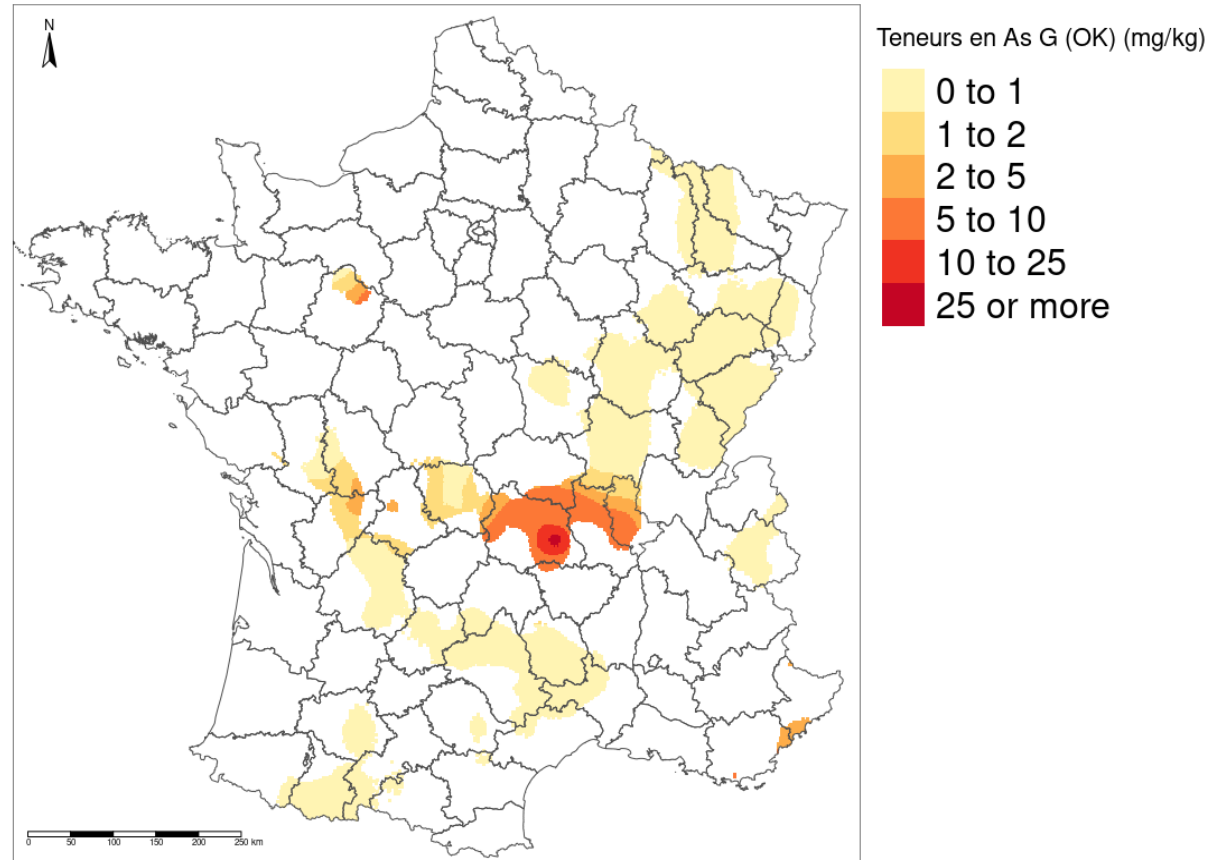 N
Teneurs en As G (OK) (mg/kg)
0 to 1
1 to 2
2 to 5
5 to 10
10 to 25
25 or more
0 50 100 150 200 250 km